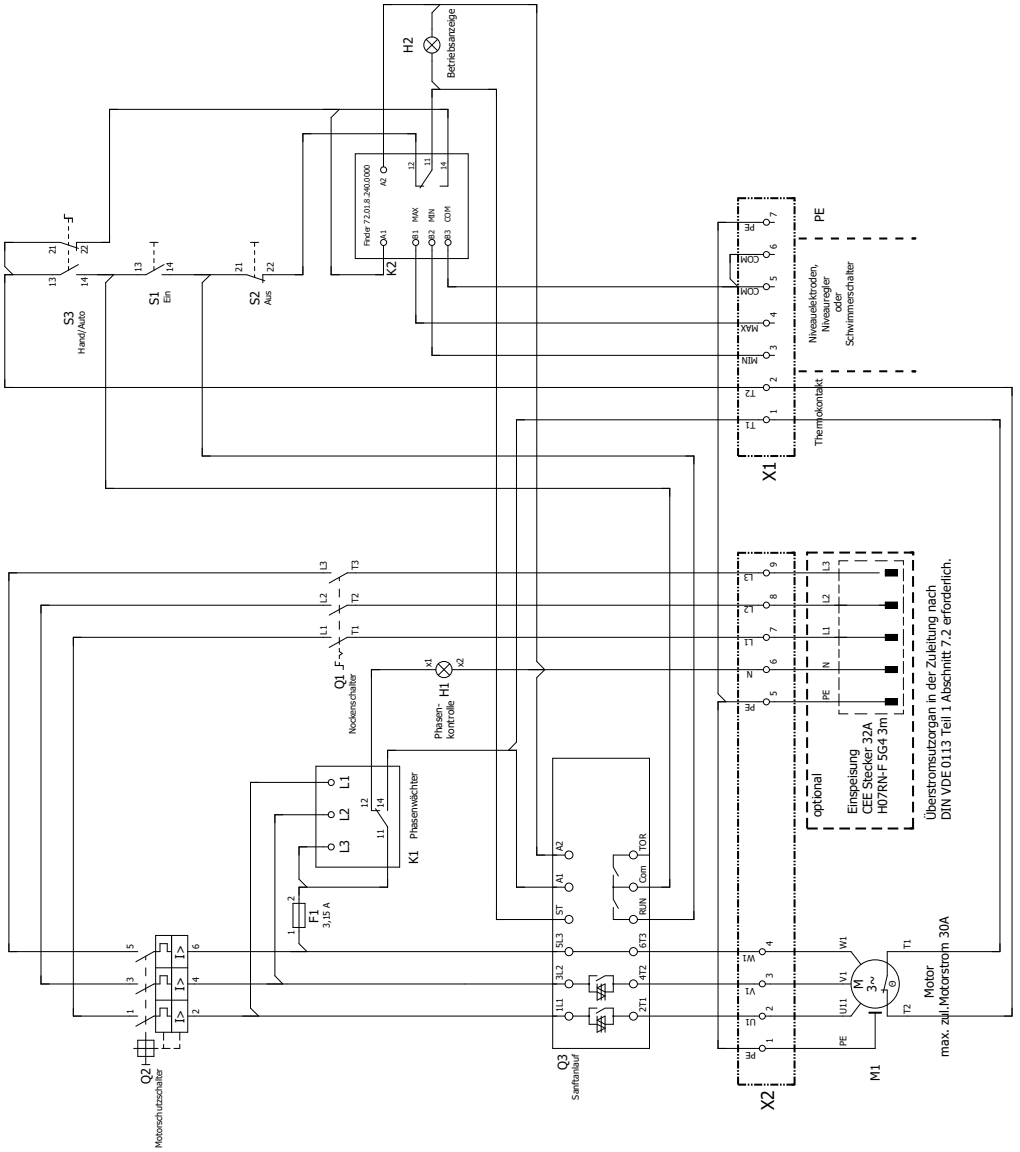 Q2
Motorschutzschalter
1
3
5
I>
I>
I>
2
4
6
F1
3,15 A
1
2
K1 Phasenwächter
L3
L2
L1
11
12
14
Q1
Nockenschalter
L1
L2
L3
T1
T2
T3
Phasen-
kontrolle
H1
x1
x2
S3
Hand/Auto
13
14
21
22
S1
Ein
13
14
S2
Aus
21
22
K2
Finder 72.01.8.240.0000
A1
A2
B1 MAX
B2 MIN
B3 COM
12
11
14
H2
Betriebsanzeige
Q3
Sanftanlauf
1L1
3L2
5L3
ST
A1
A2
2T1
4T2
6T3
RUN
Com
TOR
X2
PE
U1
V1
W1
PE
N
L1
L2
L3
1
2
3
4
5
6
7
8
9
X1
T1
T2
MIN
MAX
COM
COM
PE
1
2
3
4
5
6
7
Thermokontakt
Niveauelektroden,
Niveauregler
oder
Schwimmerschalter
PE
M1
PE
U11
V1
W1
M
3~
Θ
T2
T1
Motor
max. zul.Motorstrom 30A
optional
Einspeisung
CEE Stecker 32A
H07RN-F 5G4 3m
PE
N
L1
L2
L3
Überstromsutzorgan in der Zuleitung nach
DIN VDE 0113 Teil 1 Abschnitt 7.2 erforderlich.